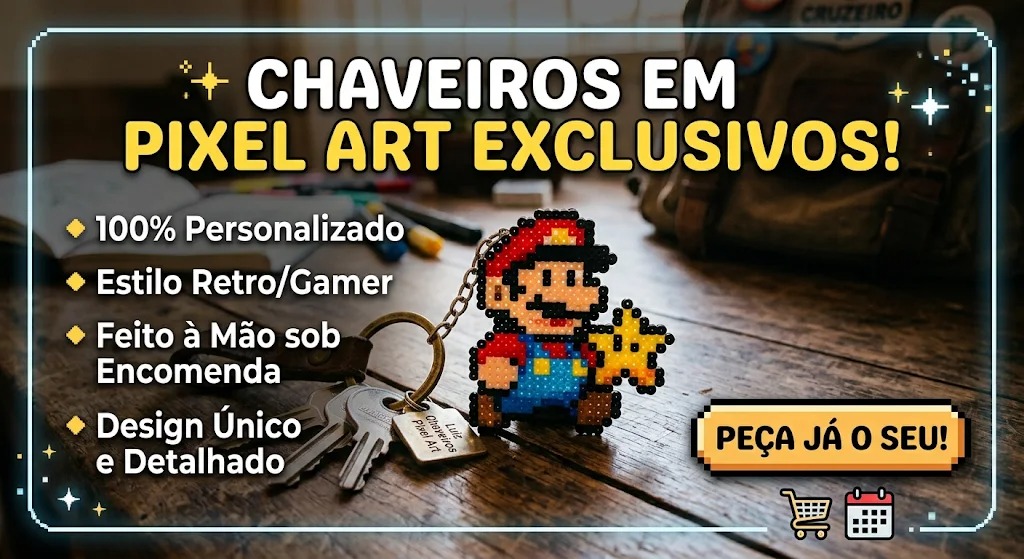 CRUZEIRO
CHAVEIROS EM
PIXEL ART EXCLUSIVOS!
100% Personalizado
Estilo Retro/Gamer
Feito à Mão sob
Encomenda
Design Único
e Detalhado
Luiz
Chaveiros
Pixel Art
PEÇA JÁ O SEU!